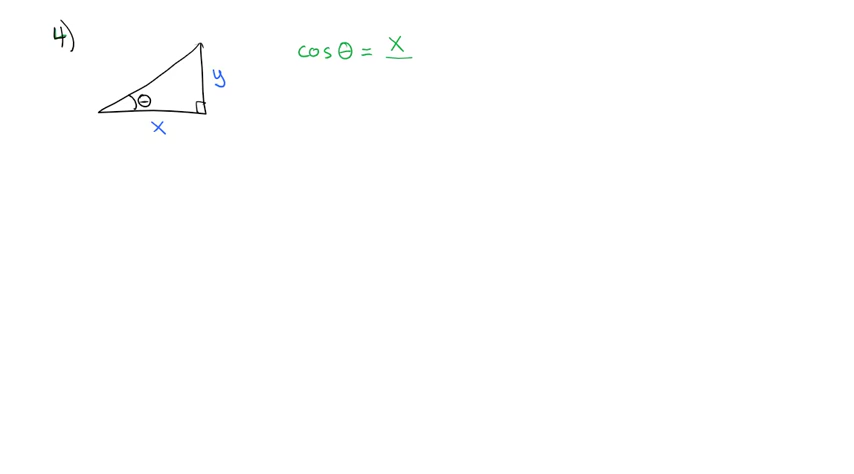 4)
cos θ = x
y
θ
x